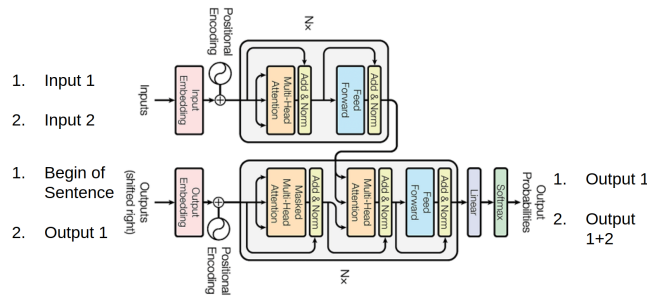 1. Input 1
2. Input 2
Inputs
Input
Embedding
Positional
Encoding
Nx
Multi-Head
Attention
Add & Norm
Feed
Forward
Add & Norm
1. Begin of
Sentence
2. Output 1
Outputs
(shifted right)
Output
Embedding
Positional
Encoding
Masked
Multi-Head
Attention
Add & Norm
Multi-Head
Attention
Add & Norm
Feed
Forward
Add & Norm
Nx
Linear
Softmax
Output
Probabilities
1. Output 1
2. Output
1+2